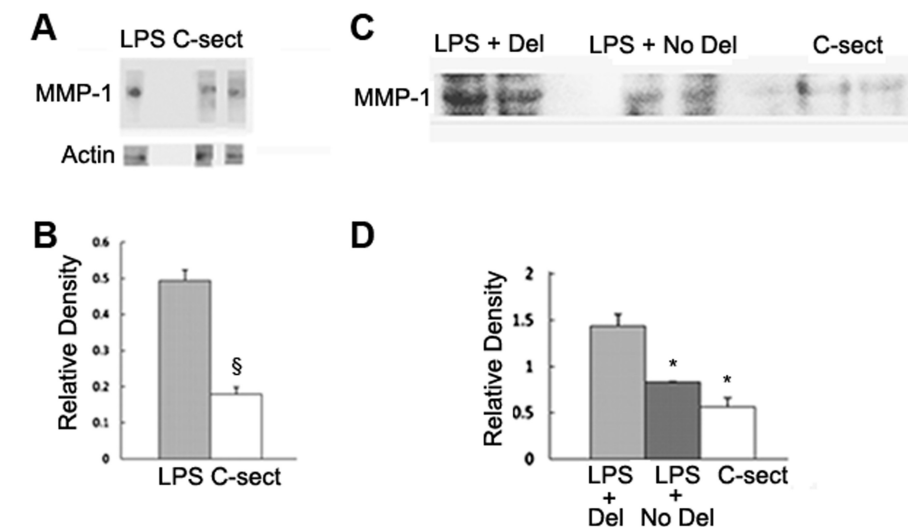 A
LPS C-sect
MMP-1
Actin
B
Relative Density
0.6
0.5
0.4
0.3
0.2
0.1
0
§
LPS C-sect
C
LPS + Del LPS + No Del C-sect
MMP-1
D
Relative Density
2
1.5
1
0.5
0
* *
LPS LPS C-sect
+ +
Del No Del